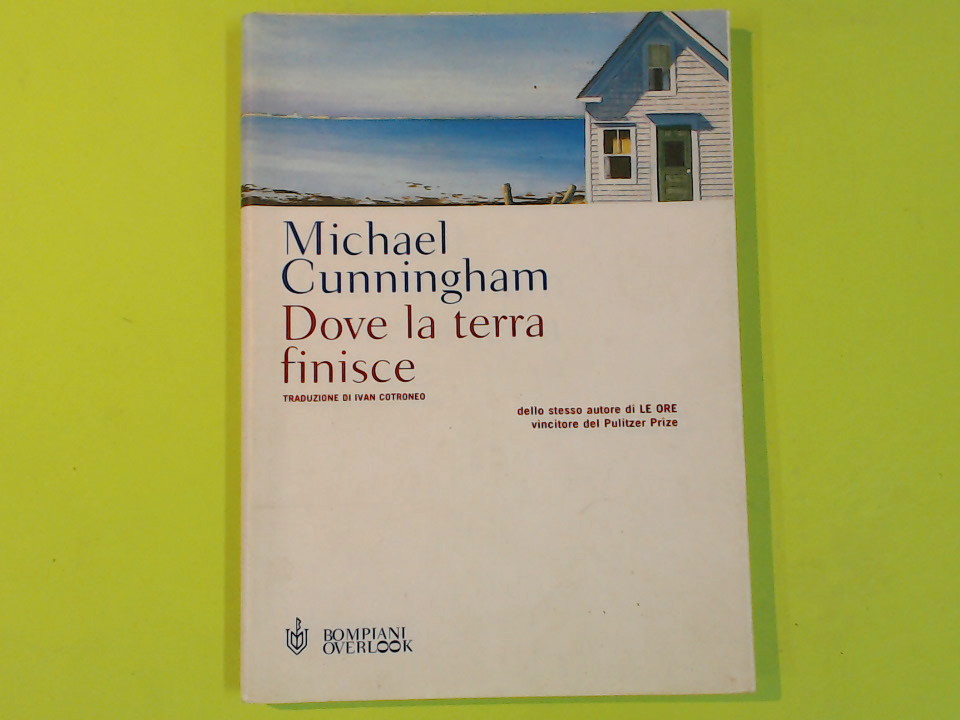 Michael
Cunningham
Dove la terra
finisce
TRADUZIONE DI IVAN COTRONEO
dello stesso autore di LE ORE
vincitore del Pulitzer Prize
BOMPIANI
OVERLOOK